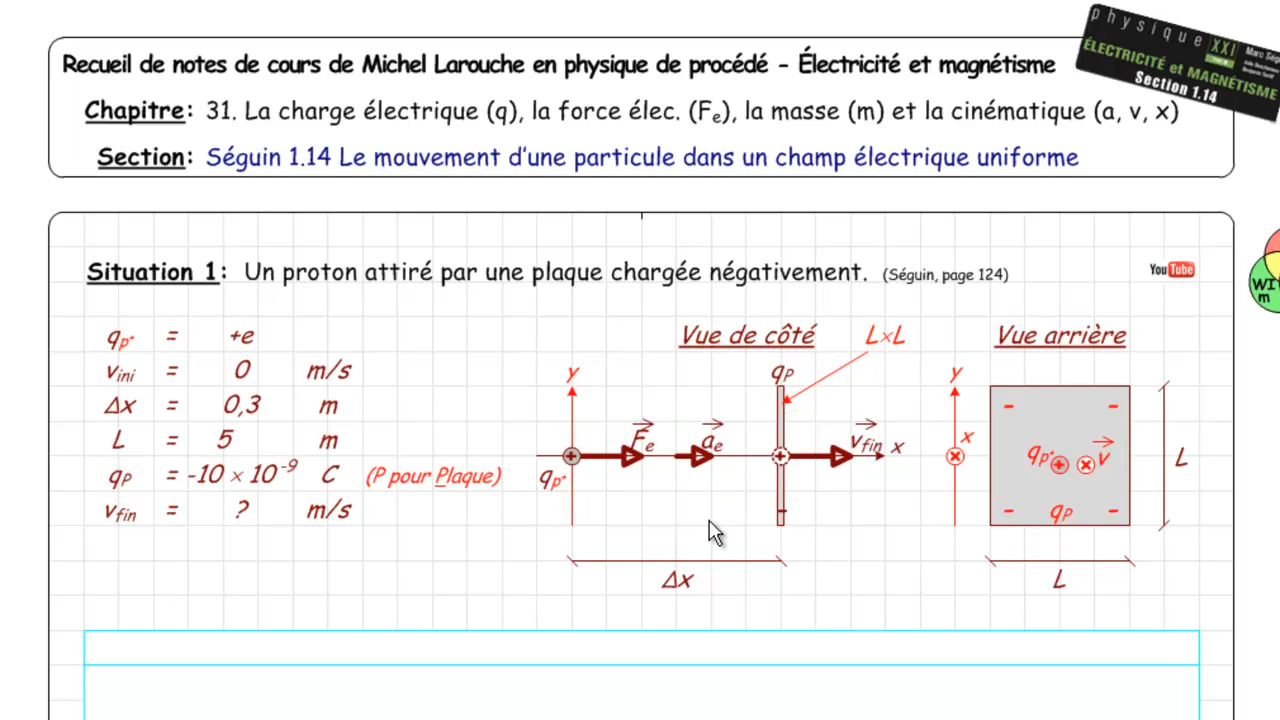 physique XXI
Marc Ség
ÉLECTRICITÉ et MAGNÉTISME
Section 1.14
Recueil de notes de cours de Michel Larouche en physique de procédé - Électricité et magnétisme
Chapitre: 31. La charge électrique (q), la force élec. (Fₑ), la masse (m) et la cinématique (a, v, x)
Section: Séguin 1.14 Le mouvement d'une particule dans un champ électrique uniforme
Situation 1: Un proton attiré par une plaque chargée négativement. (Séguin, page 124)
YouTube
WI
m
qp⁺ = +e
vini = 0 m/s
Δx = 0,3 m
L = 5 m
qP = -10 × 10⁻⁹ C (P pour Plaque)
vfin = ? m/s
Vue de côté
L×L
Vue arrière
y
qP
Fₑ
aₑ
vfin
x
+
+
qp⁺
-
Δx
y
x
- -
qp⁺ + v
- qP -
L
L